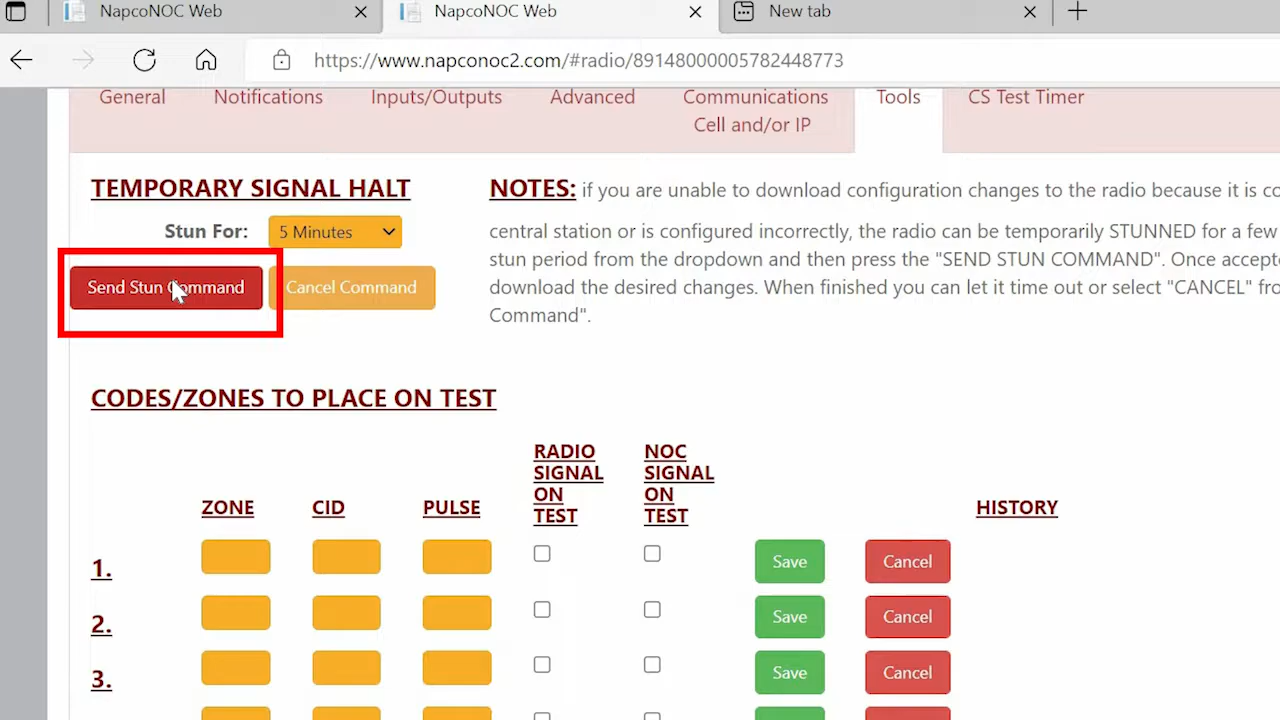 NapcoNOC Web
NapcoNOC Web
New tab
https://www.napconoc2.com/#radio/89148000005782448773
General
Notifications
Inputs/Outputs
Advanced
Communications
Cell and/or IP
Tools
CS Test Timer
TEMPORARY SIGNAL HALT
Stun For:
5 Minutes
Send Stun Command
Cancel Command
NOTES: if you are unable to download configuration changes to the radio because it is
central station or is configured incorrectly, the radio can be temporarily STUNNED for a few
stun period from the dropdown and then press the "SEND STUN COMMAND". Once
download the desired changes. When finished you can let it time out or select "CANCEL"
Command".
CODES/ZONES TO PLACE ON TEST
ZONE
CID
PULSE
RADIO
SIGNAL
ON
TEST
NOC
SIGNAL
ON
TEST
HISTORY
1.
Save
Cancel
2.
Save
Cancel
3.
Save
Cancel